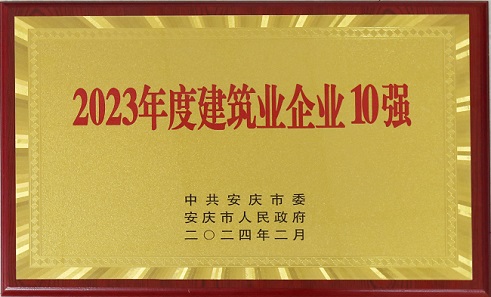 2023年度建筑业企业10强
中共安庆市委
安庆市人民政府
二〇二四年二月